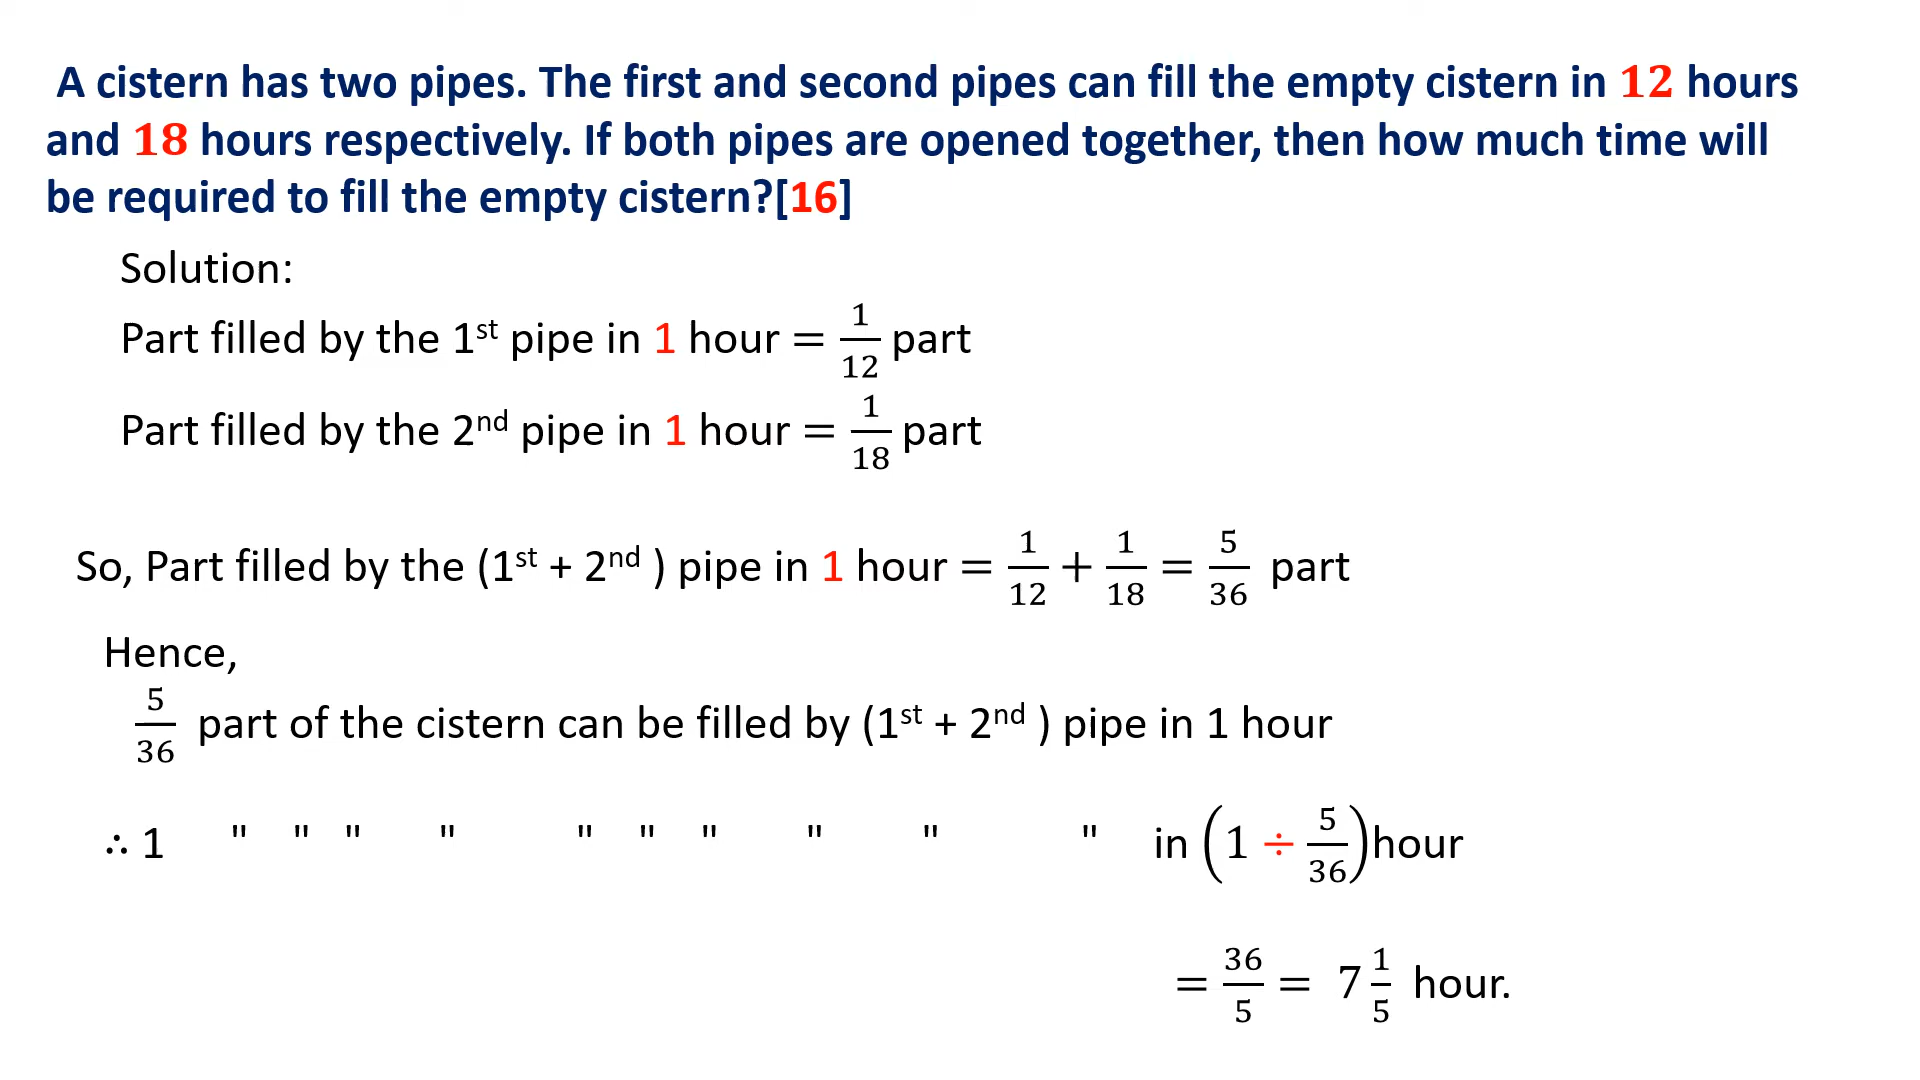 A cistern has two pipes. The first and second pipes can fill the empty cistern in 12 hours
and 18 hours respectively. If both pipes are opened together, then how much time will
be required to fill the empty cistern?[16]
Solution:
Part filled by the 1st pipe in 1 hour = 1/12 part
Part filled by the 2nd pipe in 1 hour = 1/18 part
So, Part filled by the (1st + 2nd ) pipe in 1 hour = 1/12 + 1/18 = 5/36 part
Hence,
5/36 part of the cistern can be filled by (1st + 2nd ) pipe in 1 hour
∴ 1 " " " " " " " " " " in (1 ÷ 5/36) hour
= 36/5 = 7 1/5 hour.